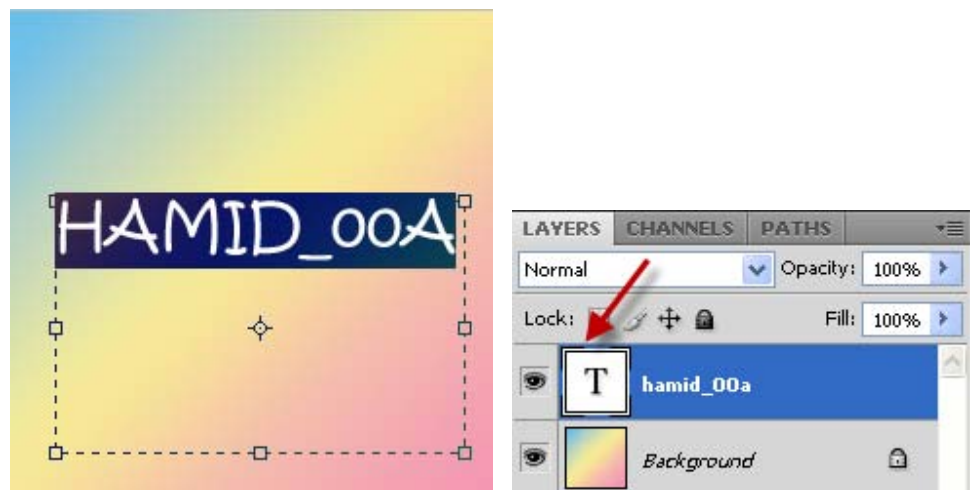 HAMID_00A
LAYERS CHANNELS PATHS
Normal Opacity: 100%
Lock: Fill: 100%
T hamid_00a
Background